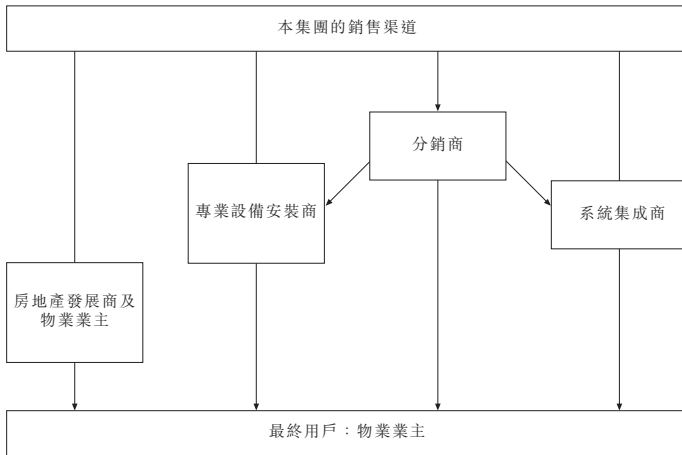 本集團的銷售渠道
分銷商
專業設備安裝商
系統集成商
房地產發展商及
物業業主
最終用戶：物業業主